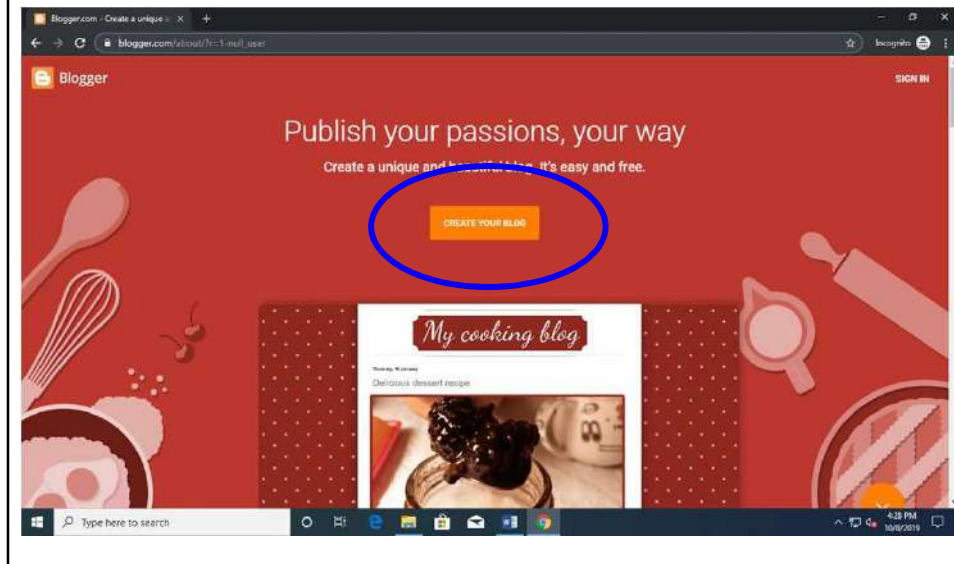 Blogger.com - Create a unique
blogger.com/about/?r=1-null_user
Incognito
Blogger
SIGN IN
Publish your passions, your way
Create a unique and beautiful blog. It's easy and free.
CREATE YOUR BLOG
My cooking blog
Delicious dessert recipe
Type here to search
4:28 PM
10/8/2019